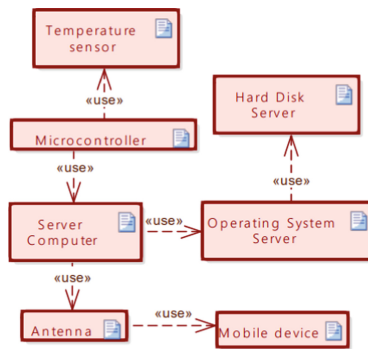 Temperature
sensor
«use»
Hard Disk
Server
Microcontroller
«use»
«use»
Server
Computer
«use»
Operating System
Server
«use»
Antenna
«use»
Mobile device